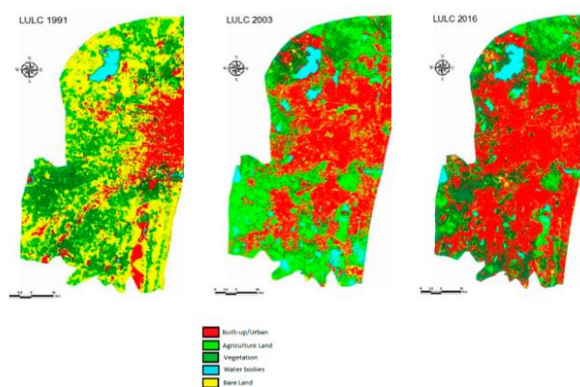 LULC 1991
LULC 2003
LULC 2016
Built-up/Urban
Agriculture Land
Vegetation
Water bodies
Bare Land